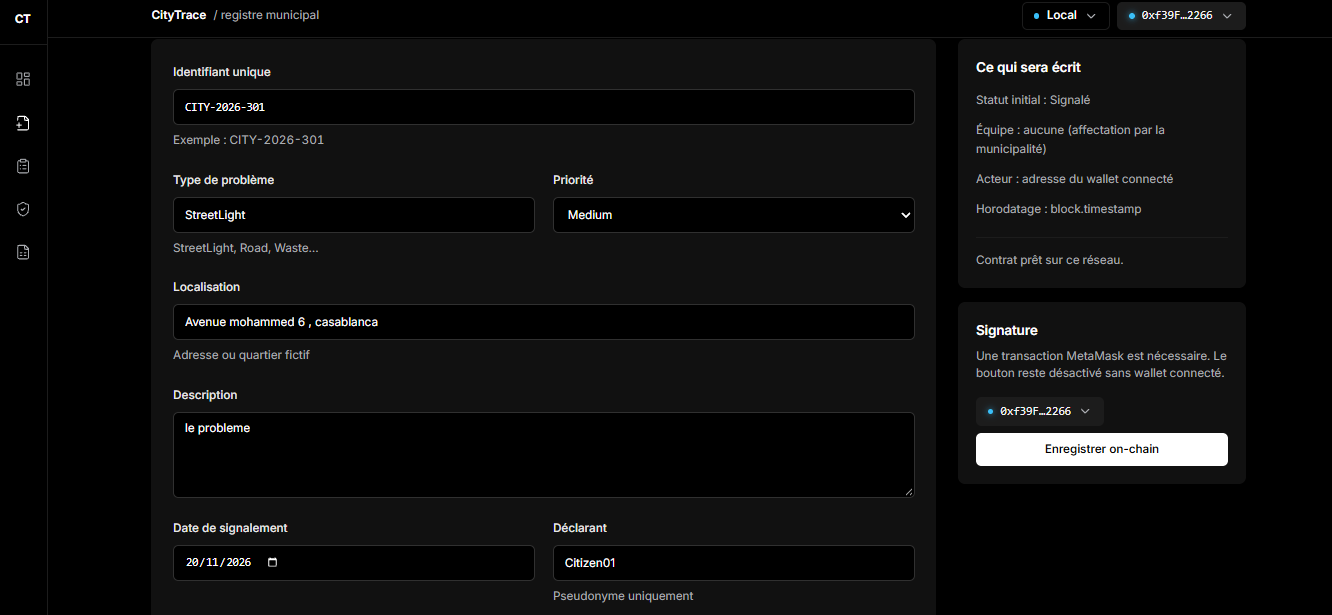 CT
CityTrace / registre municipal
Local
0xf39F…2266
Identifiant unique
CITY-2026-301
Exemple : CITY-2026-301
Type de problème
Priorité
StreetLight
Medium
StreetLight, Road, Waste...
Localisation
Avenue mohammed 6 , casablanca
Adresse ou quartier fictif
Description
le probleme
Date de signalement
Déclarant
20/11/2026
Citizen01
Pseudonyme uniquement
Ce qui sera écrit
Statut initial : Signalé
Équipe : aucune (affectation par la
municipalité)
Acteur : adresse du wallet connecté
Horodatage : block.timestamp
Contrat prêt sur ce réseau.
Signature
Une transaction MetaMask est nécessaire. Le
bouton reste désactivé sans wallet connecté.
0xf39F…2266
Enregistrer on-chain